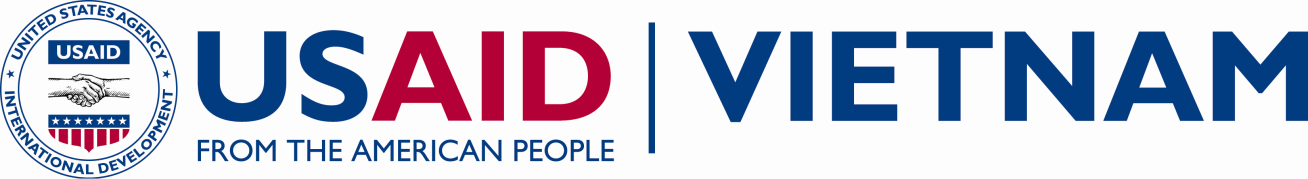 UNITED STATES AGENCY
INTERNATIONAL DEVELOPMENT
USAID
USAID
FROM THE AMERICAN PEOPLE
VIETNAM